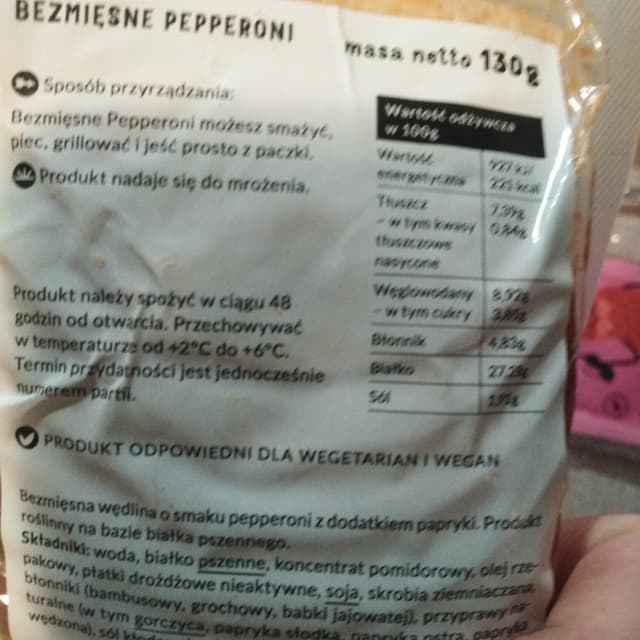 BEZMIĘSNE PEPPERONI
masa netto 130g
Sposób przyrządzania:
Bezmięsne Pepperoni możesz smażyć,
piec, grillować i jeść prosto z paczki.
Produkt nadaje się do mrożenia.
Produkt należy spożyć w ciągu 48
godzin od otwarcia. Przechowywać
w temperaturze od +2°C do +6°C.
Termin przydatności jest jednocześnie
numerem partii.
Wartość odżywcza
w 100g
Wartość 927 kJ/
energetyczna 221 kcal
Tłuszcz 7,39g
- w tym kwasy 0,84g
tłuszczowe
nasycone
Węglowodany 8,92g
- w tym cukry
Błonnik 4,83g
Białko
Sól
PRODUKT ODPOWIEDNI DLA WEGETARIAN I WEGAN
Bezmięsna wędlina o smaku pepperoni z dodatkiem papryki. Produkt
roślinny na bazie białka pszennego.
Składniki: woda, białko pszenne, koncentrat pomidorowy, olej rze-
pakowy, płatki drożdżowe nieaktywne, soja, skrobia ziemniaczana,
błonniki (bambusowy, grochowy, babki jajowatej), przyprawy na-
turalne (w tym gorczyca, papryka słodka, papryka ostra, papryka
wędzona), sól